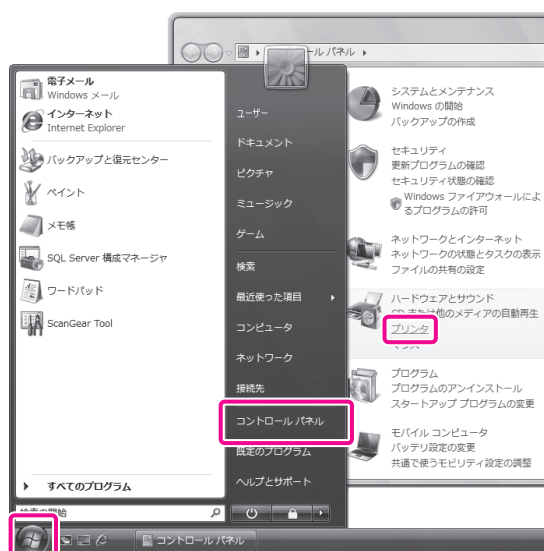 ール パネル
電子メール
Windows メール
インターネット
Internet Explorer
バックアップと復元センター
ペイント
メモ帳
SQL Server 構成マネージャ
ワードパッド
ScanGear Tool
すべてのプログラム
検索の開始
ユーザー
ドキュメント
ピクチャ
ミュージック
ゲーム
検索
最近使った項目
コンピュータ
ネットワーク
接続先
コントロール パネル
既定のプログラム
ヘルプとサポート
システムとメンテナンス
Windows の開始
バックアップの作成
セキュリティ
更新プログラムの確認
セキュリティ状態の確認
Windows ファイアウォールによ
るプログラムの許可
ネットワークとインターネット
ネットワークの状態とタスクの表示
ファイルの共有の設定
ハードウェアとサウンド
CD または他のメディアの自動再生
プリンタ
マウス
プログラム
プログラムのアンインストール
スタートアップ プログラムの変更
モバイル コンピュータ
バッテリ設定の変更
共通で使うモビリティ設定の調整
コントロール パネル